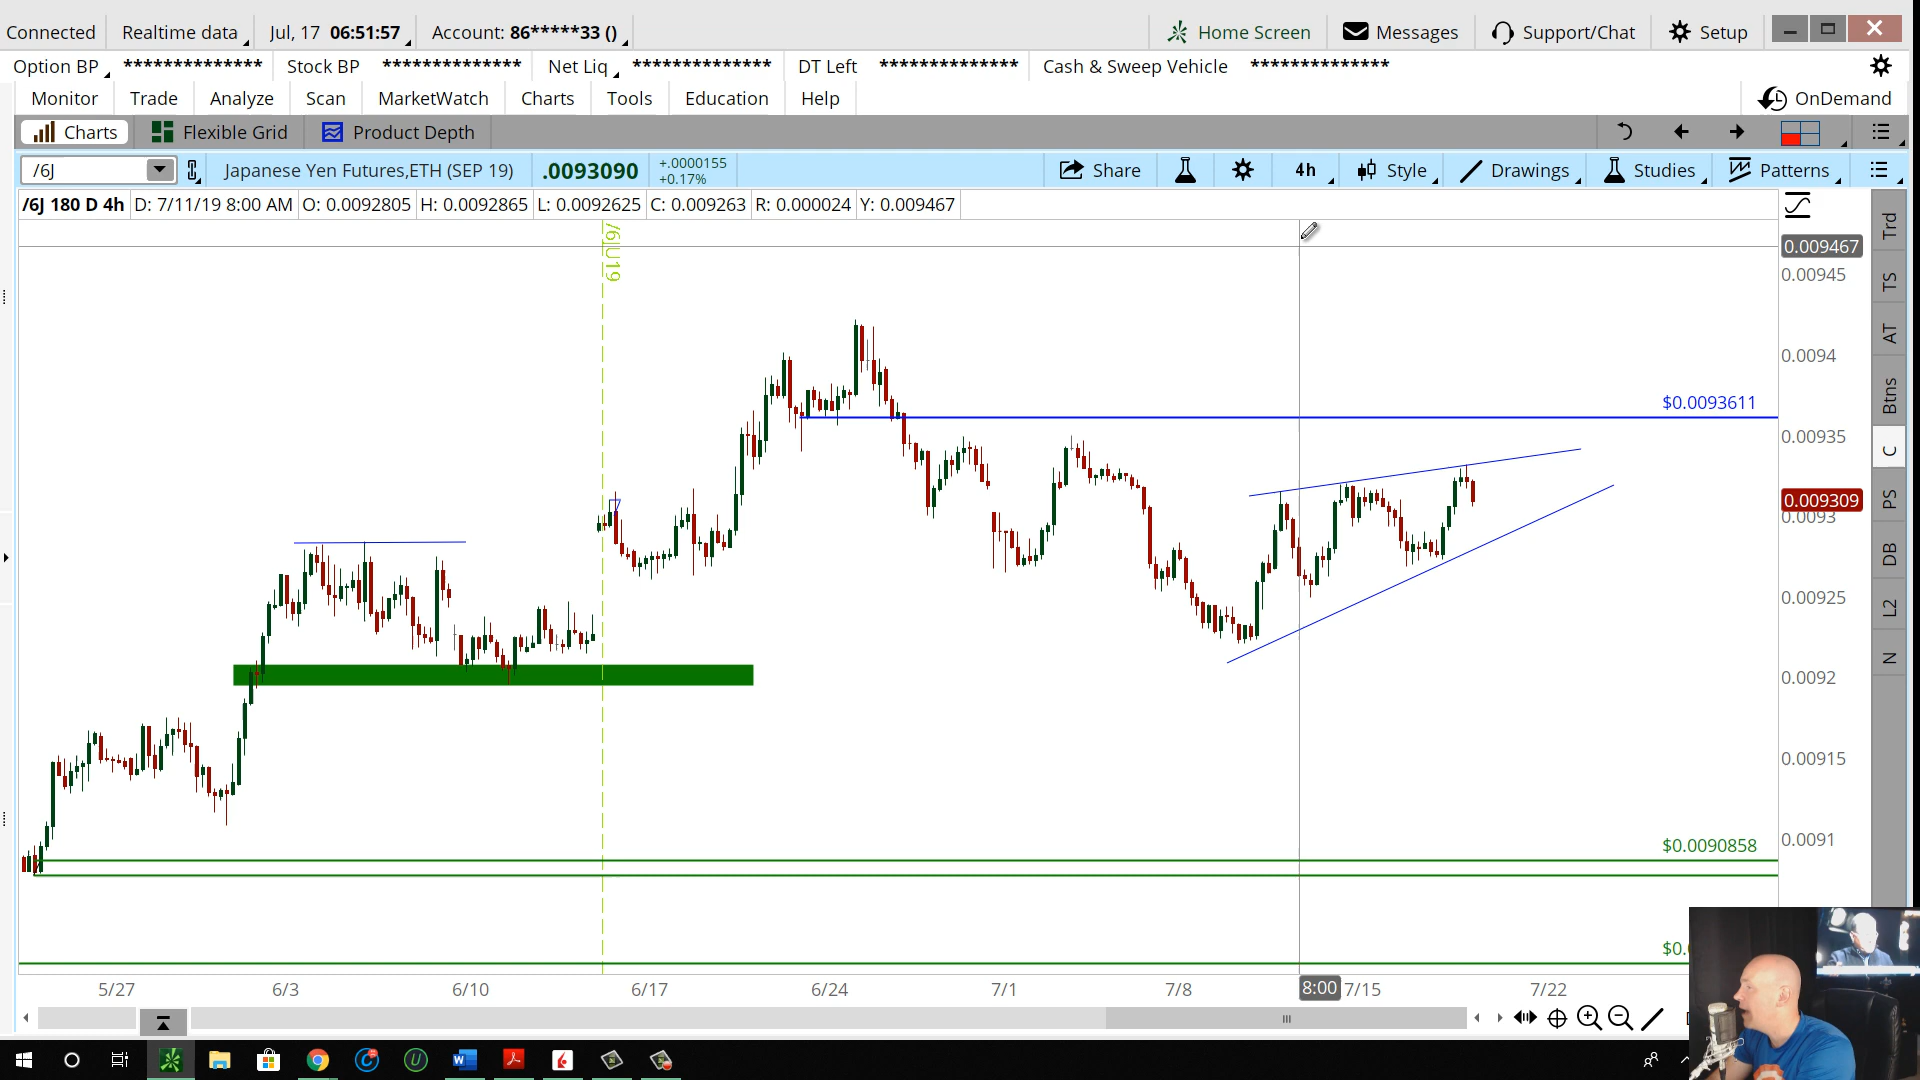 Connected Realtime data Jul, 17 06:51:57 Account: 86*****33 () Home Screen Messages Support/Chat Setup
Option BP ************** Stock BP ************** Net Liq ************** DT Left ************** Cash & Sweep Vehicle **************
Monitor Trade Analyze Scan MarketWatch Charts Tools Education Help OnDemand
Charts Flexible Grid Product Depth
/6J Japanese Yen Futures,ETH (SEP 19) .0093090 +.0000155 +0.17% Share 4h Style Drawings Studies Patterns
/6J 180 D 4h D: 7/11/19 8:00 AM O: 0.0092805 H: 0.0092865 L: 0.0092625 C: 0.009263 R: 0.000024 Y: 0.009467
/6JU19
0.009467
0.00945
0.0094
$0.0093611
0.00935
0.009309
0.0093
0.00925
0.0092
0.00915
0.0091
$0.0090858
$0.
5/27 6/3 6/10 6/17 6/24 7/1 7/8 8:00 7/15 7/22
Trd
TS
AT
Btns
C
PS
DB
L2
N